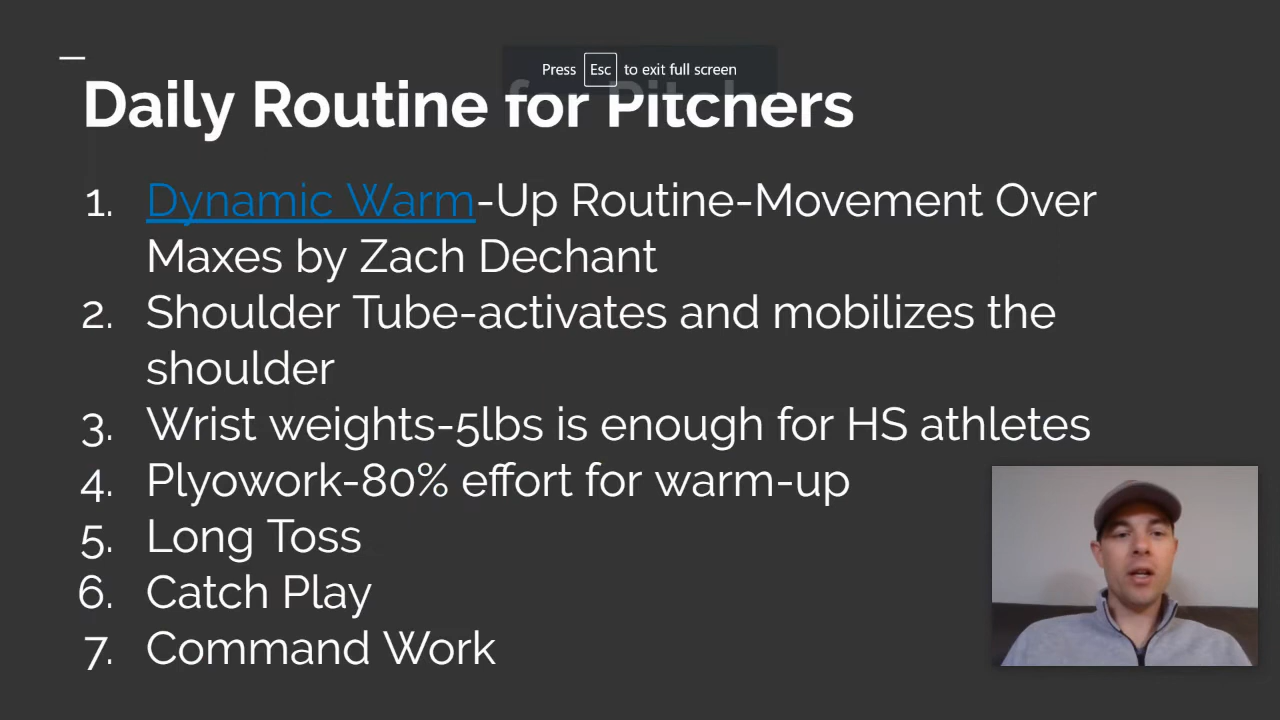 Press Esc to exit full screen
Daily Routine for Pitchers
1. Dynamic Warm-Up Routine-Movement Over
Maxes by Zach Dechant
2. Shoulder Tube-activates and mobilizes the
shoulder
3. Wrist weights-5lbs is enough for HS athletes
4. Plyowork-80% effort for warm-up
5. Long Toss
6. Catch Play
7. Command Work